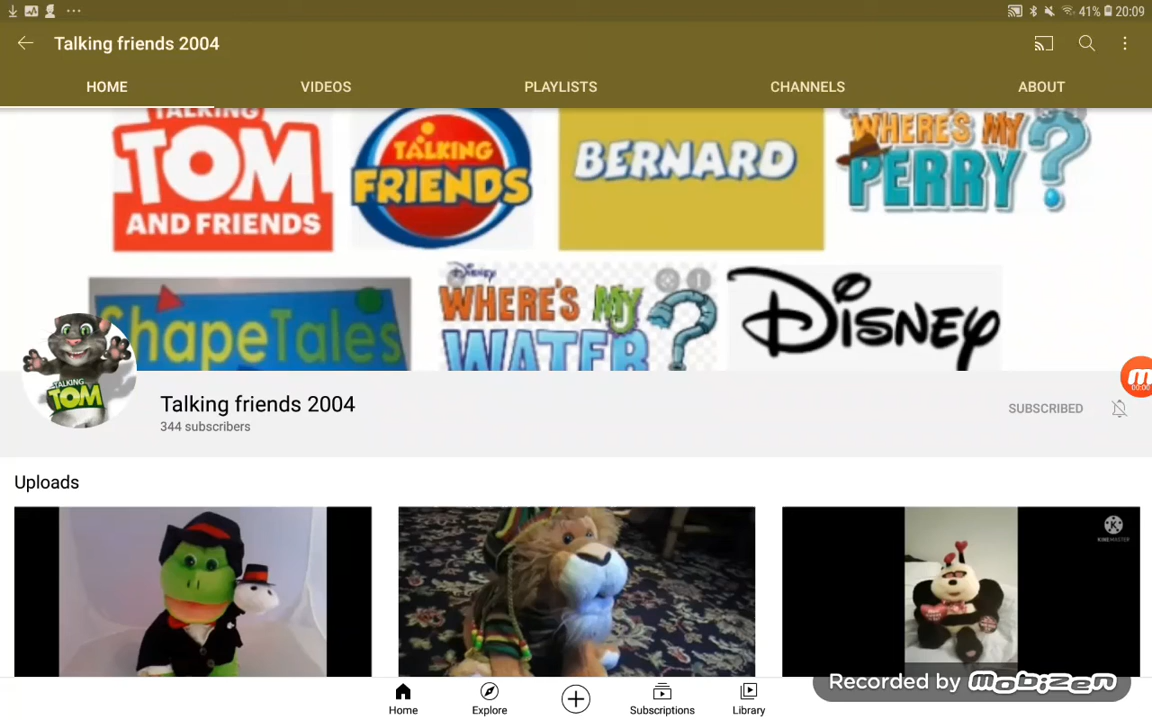 41% 20:09
Talking friends 2004
HOME VIDEOS PLAYLISTS CHANNELS ABOUT
TALKING
TOM
AND FRIENDS
TALKING
FRIENDS
BERNARD
WHERE'S MY
PERRY?
ShapeTales
Disney
WHERE'S MY
WATER?
DISNEY
TALKING
TOM
Talking friends 2004
344 subscribers
SUBSCRIBED
00:00
Uploads
KINEMASTER
Home Explore Subscriptions Library
Recorded by mobizen